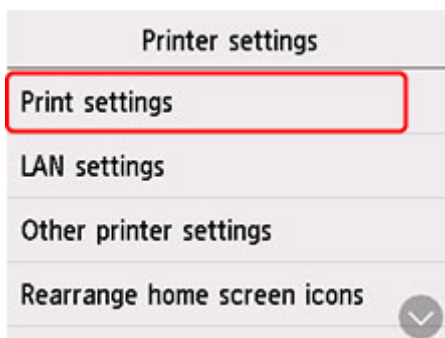 Printer settings
Print settings
LAN settings
Other printer settings
Rearrange home screen icons